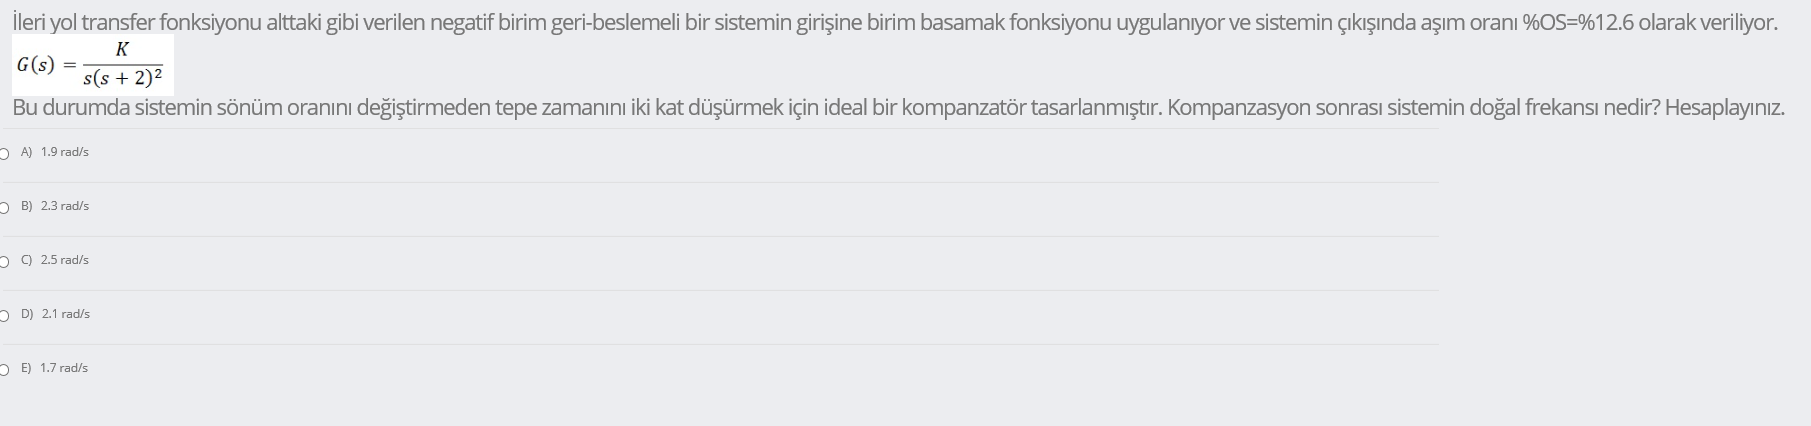 İleri yol transfer fonksiyonu alttaki gibi verilen negatif birim geri-beslemeli bir sistemin girişine birim basamak fonksiyonu uygulanıyor ve sistemin çıkışında aşım oranı %OS=%12.6 olarak veriliyor.
G(s) = K / s(s + 2)²
Bu durumda sistemin sönüm oranını değiştirmeden tepe zamanını iki kat düşürmek için ideal bir kompanzatör tasarlanmıştır. Kompanzasyon sonrası sistemin doğal frekansı nedir? Hesaplayınız.
A) 1.9 rad/s
B) 2.3 rad/s
C) 2.5 rad/s
D) 2.1 rad/s
E) 1.7 rad/s